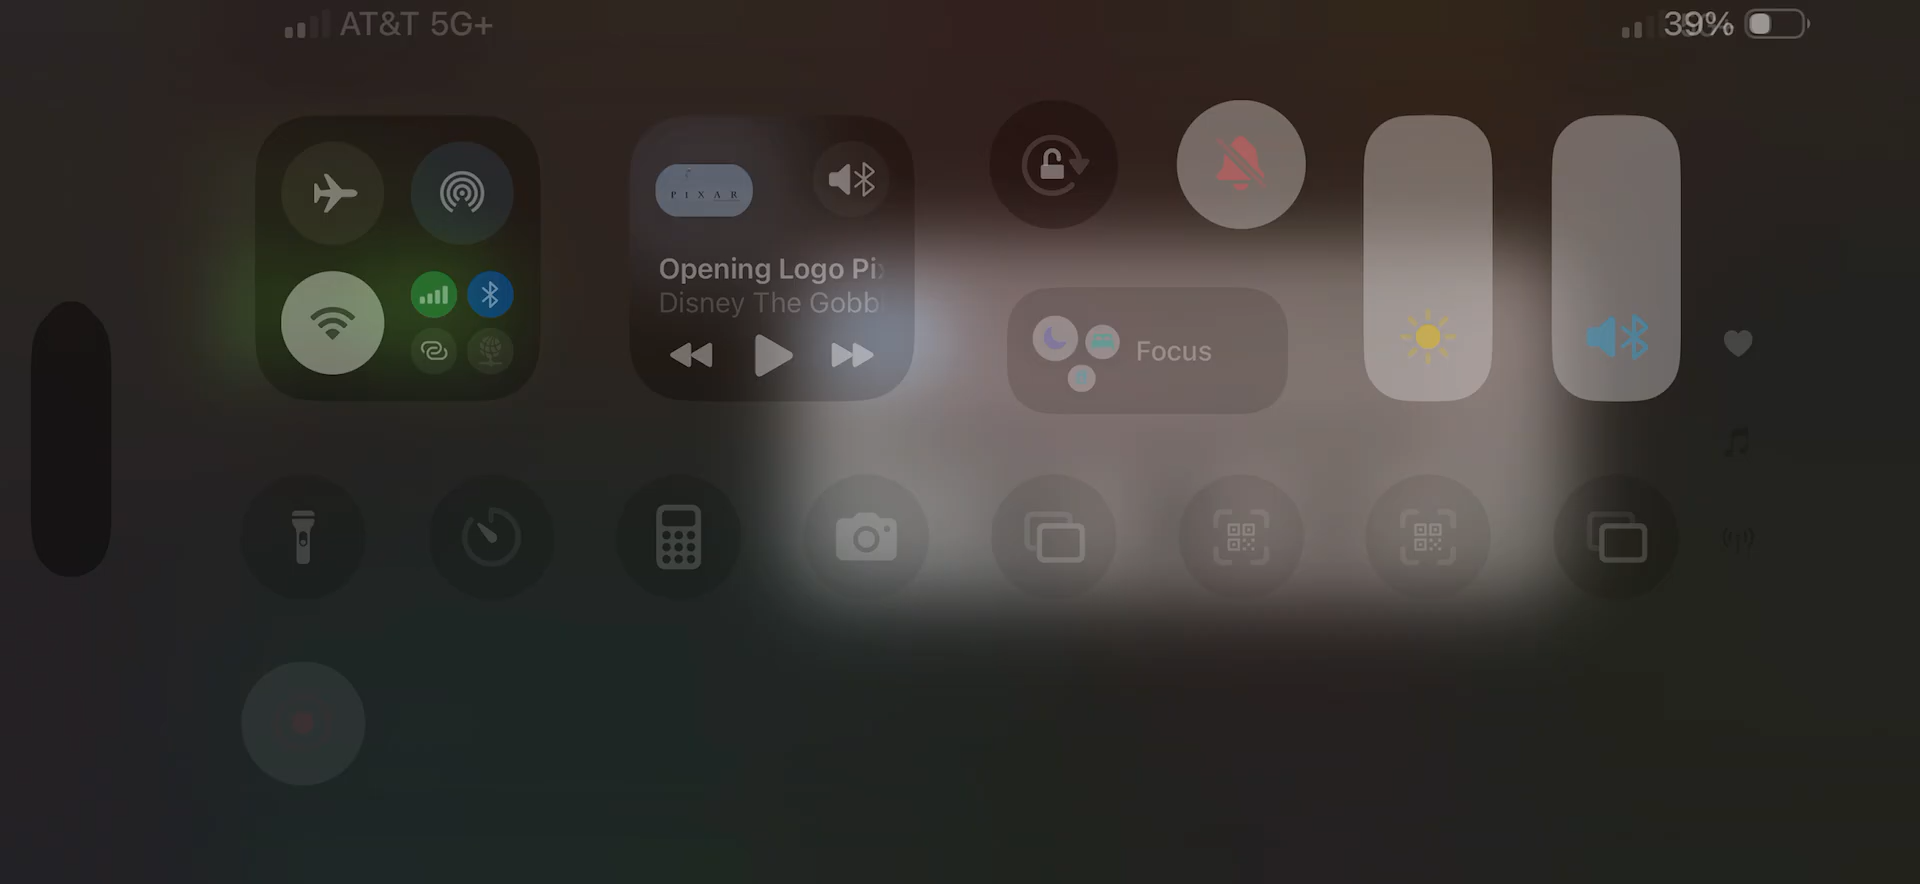 AT&T 5G+
39%
PIXAR
Opening Logo Pi
Disney The Gobb
Focus